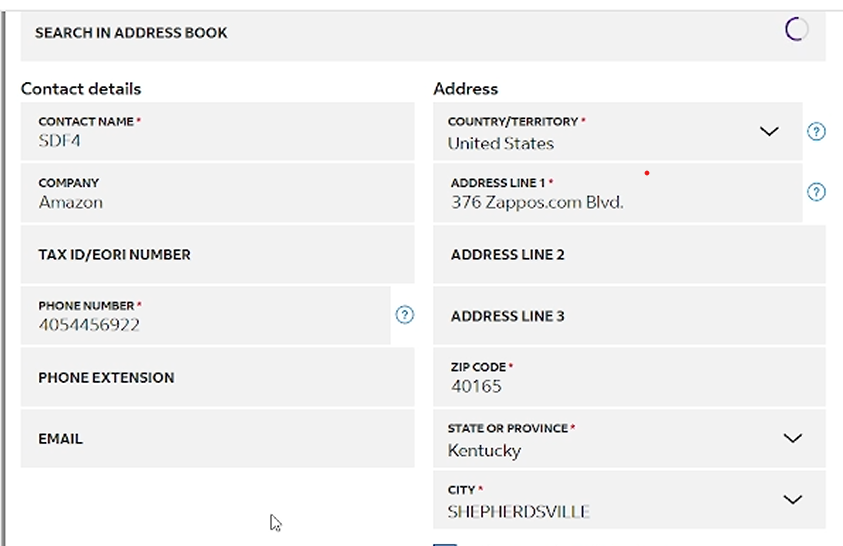 SEARCH IN ADDRESS BOOK
Contact details
CONTACT NAME *
SDF4
COMPANY
Amazon
TAX ID/EORI NUMBER
PHONE NUMBER *
4054456922
?
PHONE EXTENSION
EMAIL
Address
COUNTRY/TERRITORY *
United States
?
ADDRESS LINE 1 *
376 Zappos.com Blvd.
?
ADDRESS LINE 2
ADDRESS LINE 3
ZIP CODE *
40165
STATE OR PROVINCE *
Kentucky
CITY *
SHEPHERDSVILLE